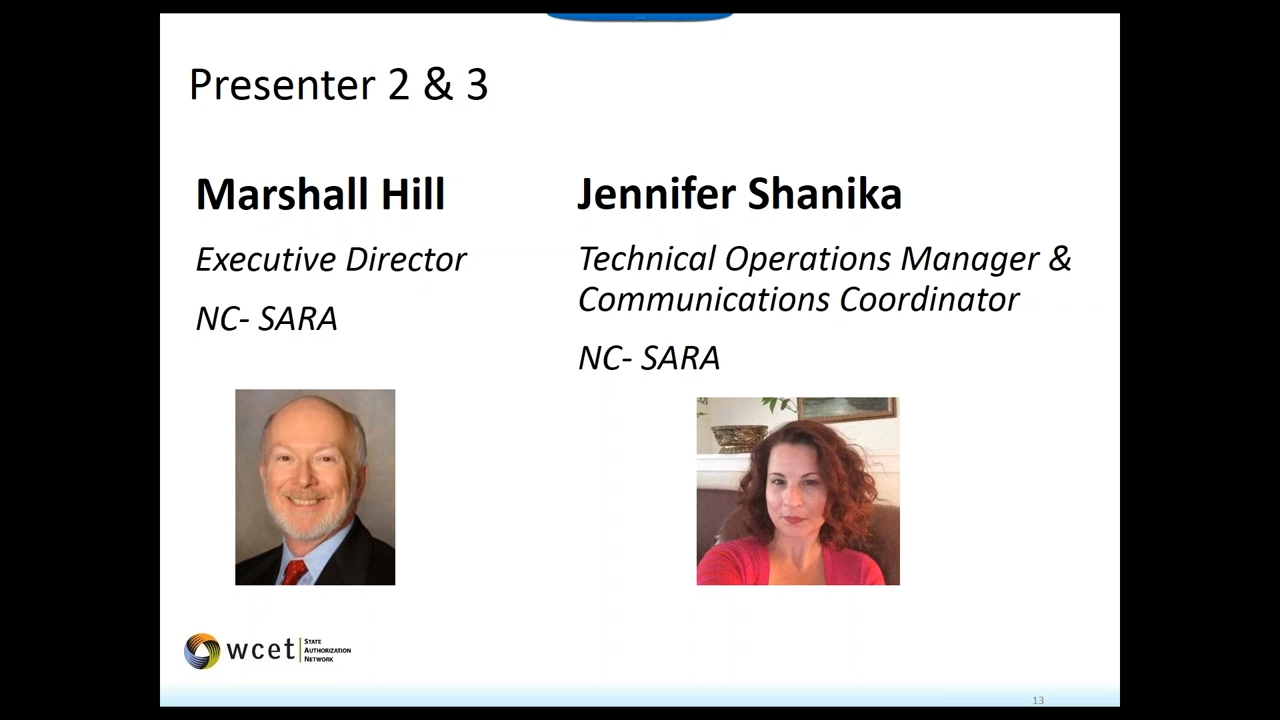 Presenter 2 & 3
Marshall Hill
Executive Director
NC- SARA
Jennifer Shanika
Technical Operations Manager &
Communications Coordinator
NC- SARA
wcet
STATE
AUTHORIZATION
NETWORK
13